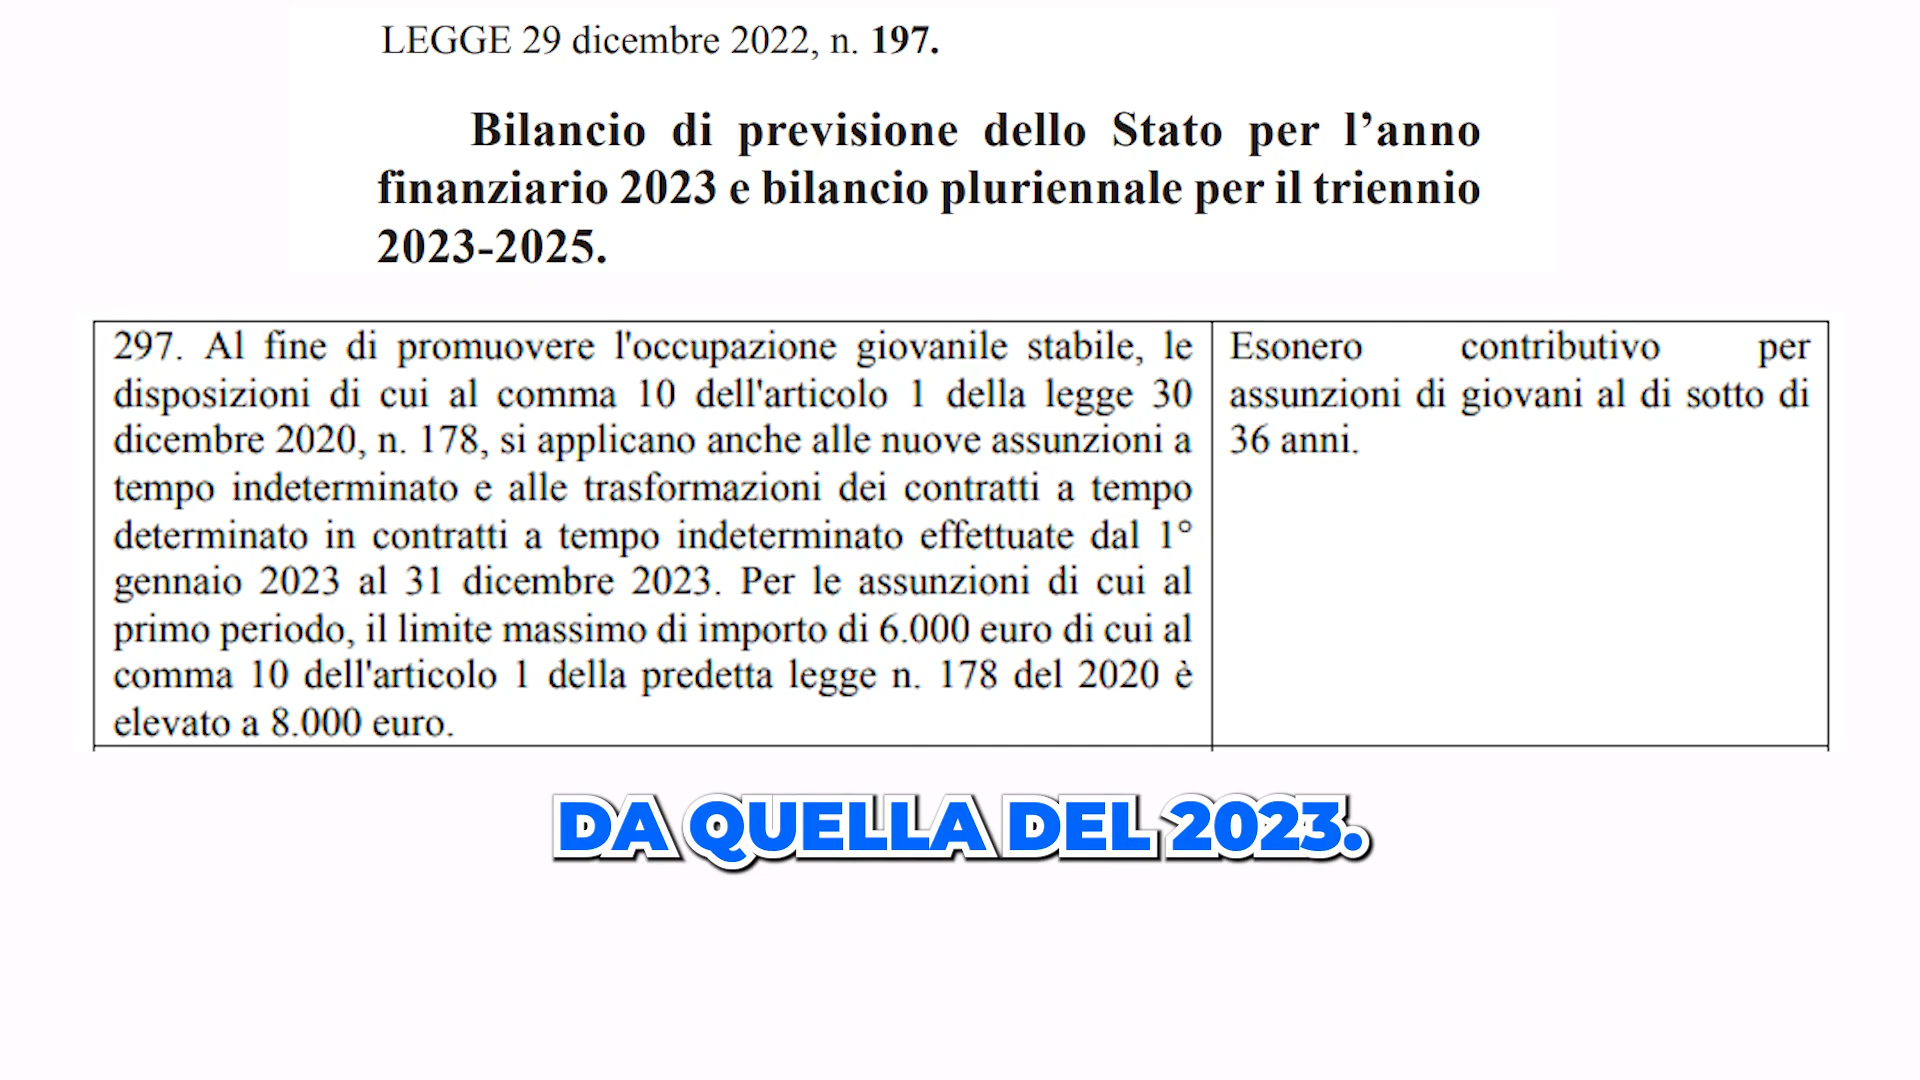 LEGGE 29 dicembre 2022, n. 197.
Bilancio di previsione dello Stato per l’anno
finanziario 2023 e bilancio pluriennale per il triennio
2023-2025.
297. Al fine di promuovere l'occupazione giovanile stabile, le
disposizioni di cui al comma 10 dell'articolo 1 della legge 30
dicembre 2020, n. 178, si applicano anche alle nuove assunzioni a
tempo indeterminato e alle trasformazioni dei contratti a tempo
determinato in contratti a tempo indeterminato effettuate dal 1°
gennaio 2023 al 31 dicembre 2023. Per le assunzioni di cui al
primo periodo, il limite massimo di importo di 6.000 euro di cui al
comma 10 dell'articolo 1 della predetta legge n. 178 del 2020 è
elevato a 8.000 euro.
Esonero contributivo per
assunzioni di giovani al di sotto di
36 anni.
DA QUELLA DEL 2023.